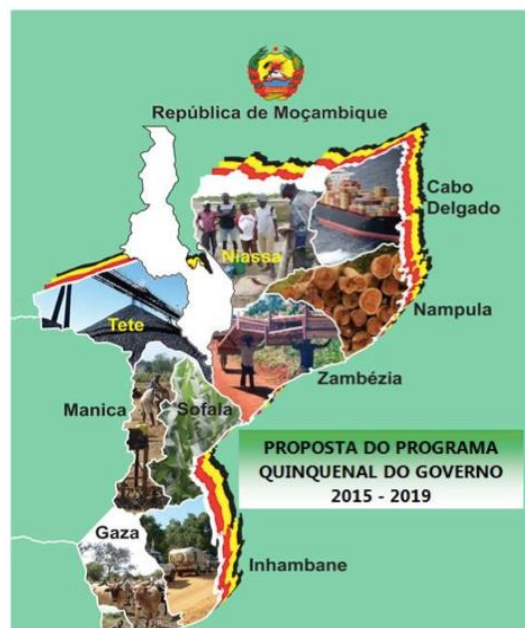 República de Moçambique
Cabo
Delgado
Niassa
Nampula
Tete
Zambézia
Manica
Sofala
PROPOSTA DO PROGRAMA
QUINQUENAL DO GOVERNO
2015 - 2019
Gaza
Inhambane